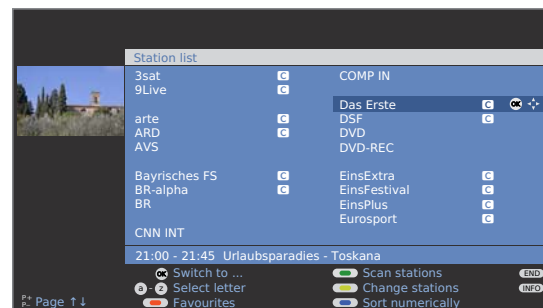 Station list
3sat C COMP IN
9Live C
Das Erste C OK
arte C DSF C
ARD C DVD
AVS DVD-REC
Bayrisches FS C EinsExtra C
BR-alpha C EinsFestival C
BR EinsPlus C
Eurosport C
CNN INT
21:00 - 21:45 Urlaubsparadies - Toskana
OK Switch to ... Scan stations END
a - z Select letter Change stations INFO
P+ P- Page ↑↓ Favourites Sort numerically